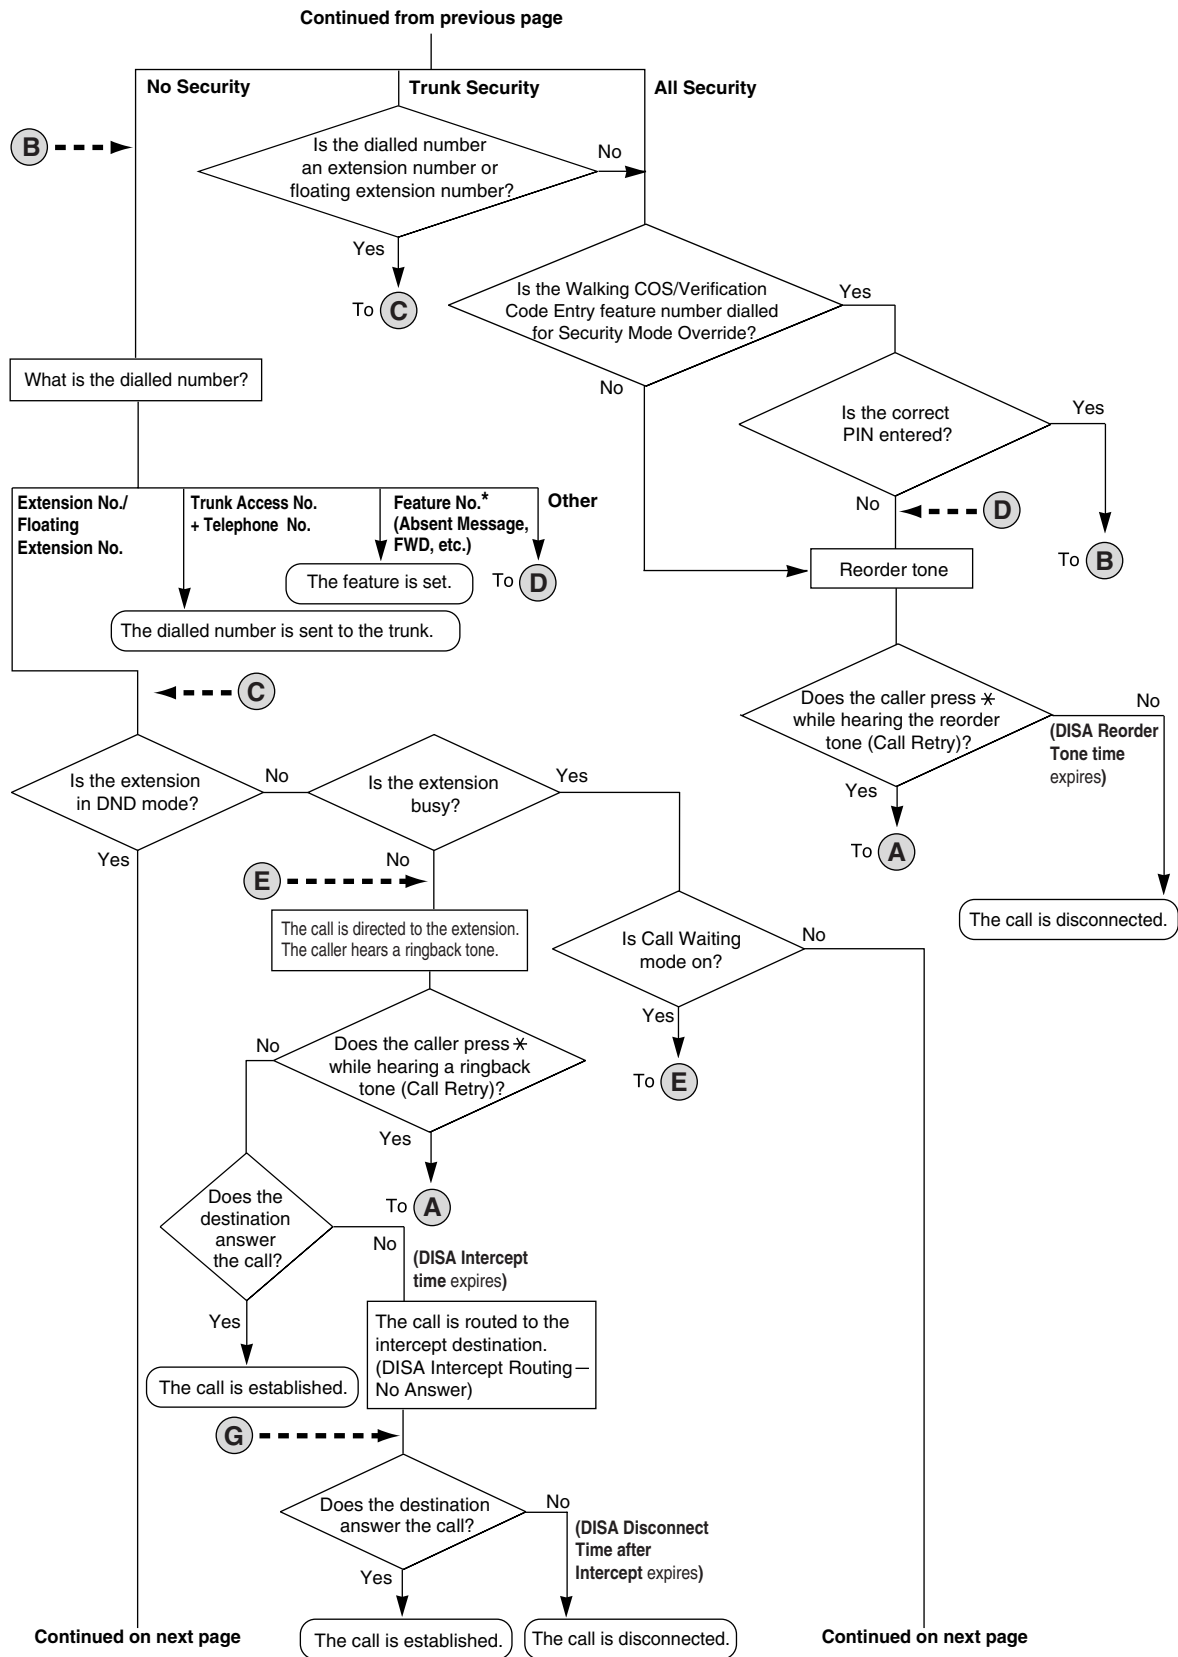 Continued from previous page
No Security
Trunk Security
All Security
B
Is the dialled number
an extension number or
floating extension number?
No
Yes
To C
Is the Walking COS/Verification
Code Entry feature number dialled
for Security Mode Override?
Yes
No
What is the dialled number?
Is the correct
PIN entered?
Yes
No
D
To B
Extension No./
Floating
Extension No.
Trunk Access No.
+ Telephone No.
Feature No.*
(Absent Message,
FWD, etc.)
Other
The feature is set.
To D
Reorder tone
The dialled number is sent to the trunk.
C
Does the caller press *
while hearing the reorder
tone (Call Retry)?
No
(DISA Reorder
Tone time
expires)
Yes
To A
The call is disconnected.
Is the extension
in DND mode?
No
Yes
Is the extension
busy?
Yes
No
E
The call is directed to the extension.
The caller hears a ringback tone.
Is Call Waiting
mode on?
No
Yes
To E
Does the caller press *
while hearing a ringback
tone (Call Retry)?
No
Yes
To A
Does the
destination
answer
the call?
No
(DISA Intercept
time expires)
Yes
The call is established.
The call is routed to the
intercept destination.
(DISA Intercept Routing—
No Answer)
G
Does the destination
answer the call?
No
(DISA Disconnect
Time after
Intercept expires)
Yes
The call is established.
The call is disconnected.
Continued on next page
Continued on next page